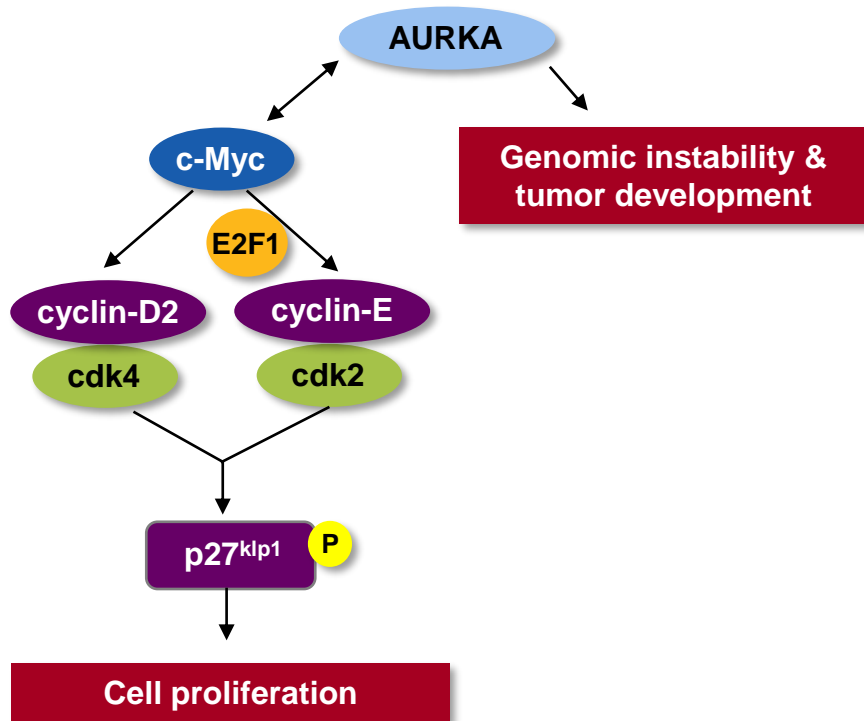 AURKA
c-Myc
Genomic instability &
tumor development
E2F1
cyclin-D2
cyclin-E
cdk4
cdk2
p27klp1
P
Cell proliferation